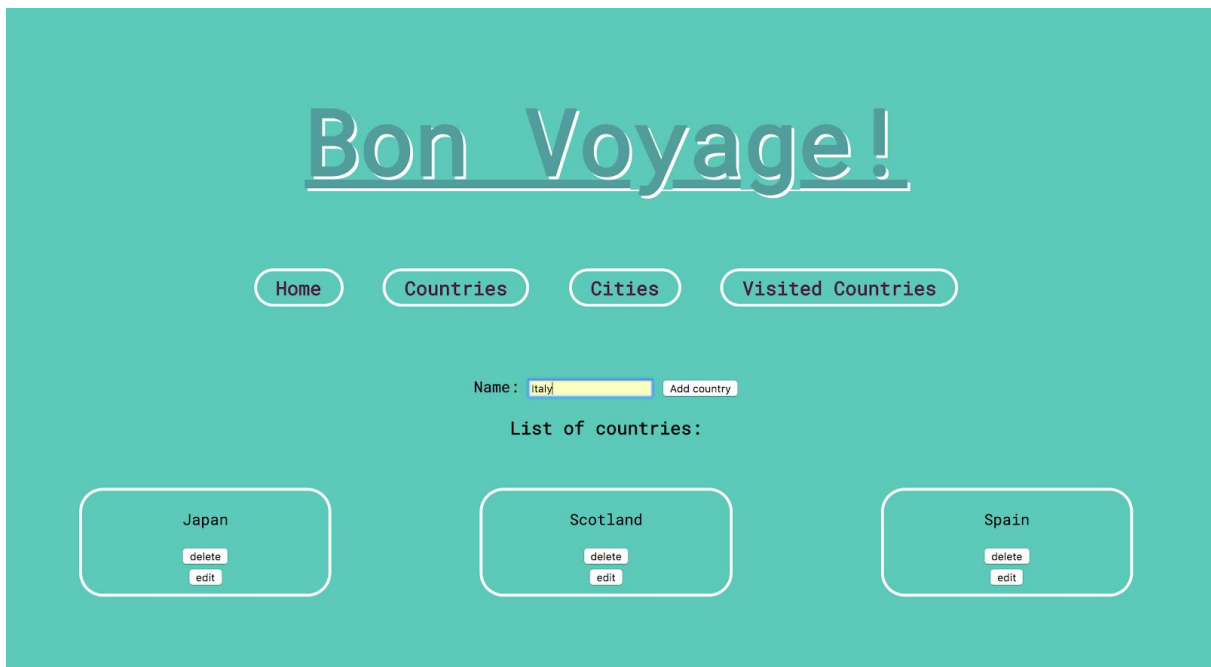 Bon Voyage!
Home Countries Cities Visited Countries
Name: Italy Add country
List of countries:
Japan Scotland Spain
delete delete delete
edit edit edit